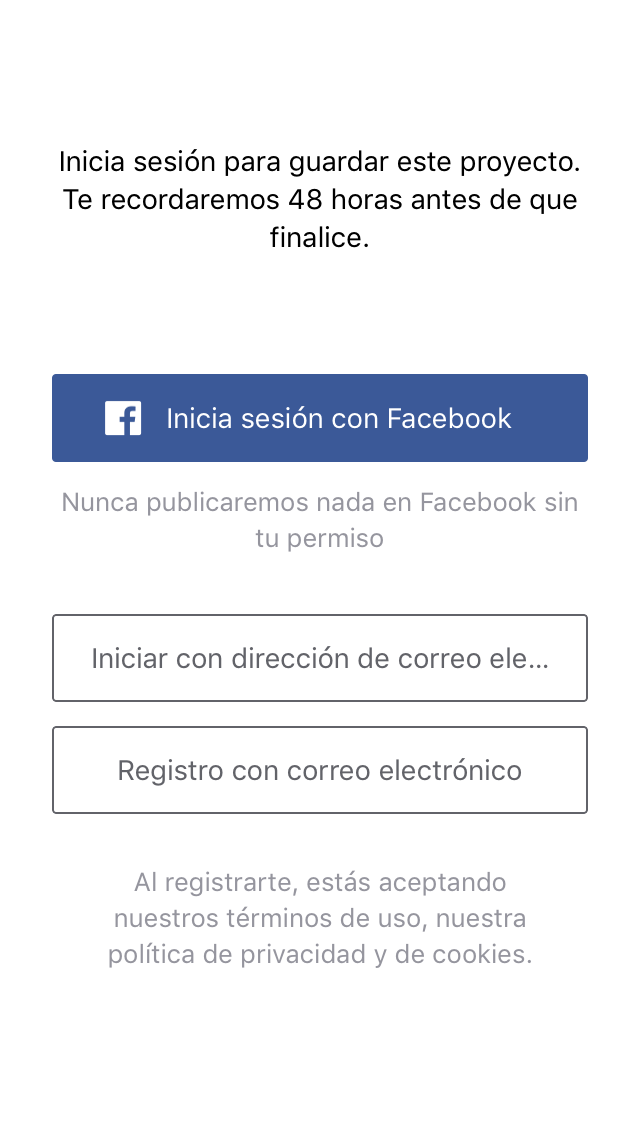 Inicia sesión para guardar este proyecto.
Te recordaremos 48 horas antes de que
finalice.
Inicia sesión con Facebook
Nunca publicaremos nada en Facebook sin
tu permiso
Iniciar con dirección de correo ele...
Registro con correo electrónico
Al registrarte, estás aceptando
nuestros términos de uso, nuestra
política de privacidad y de cookies.